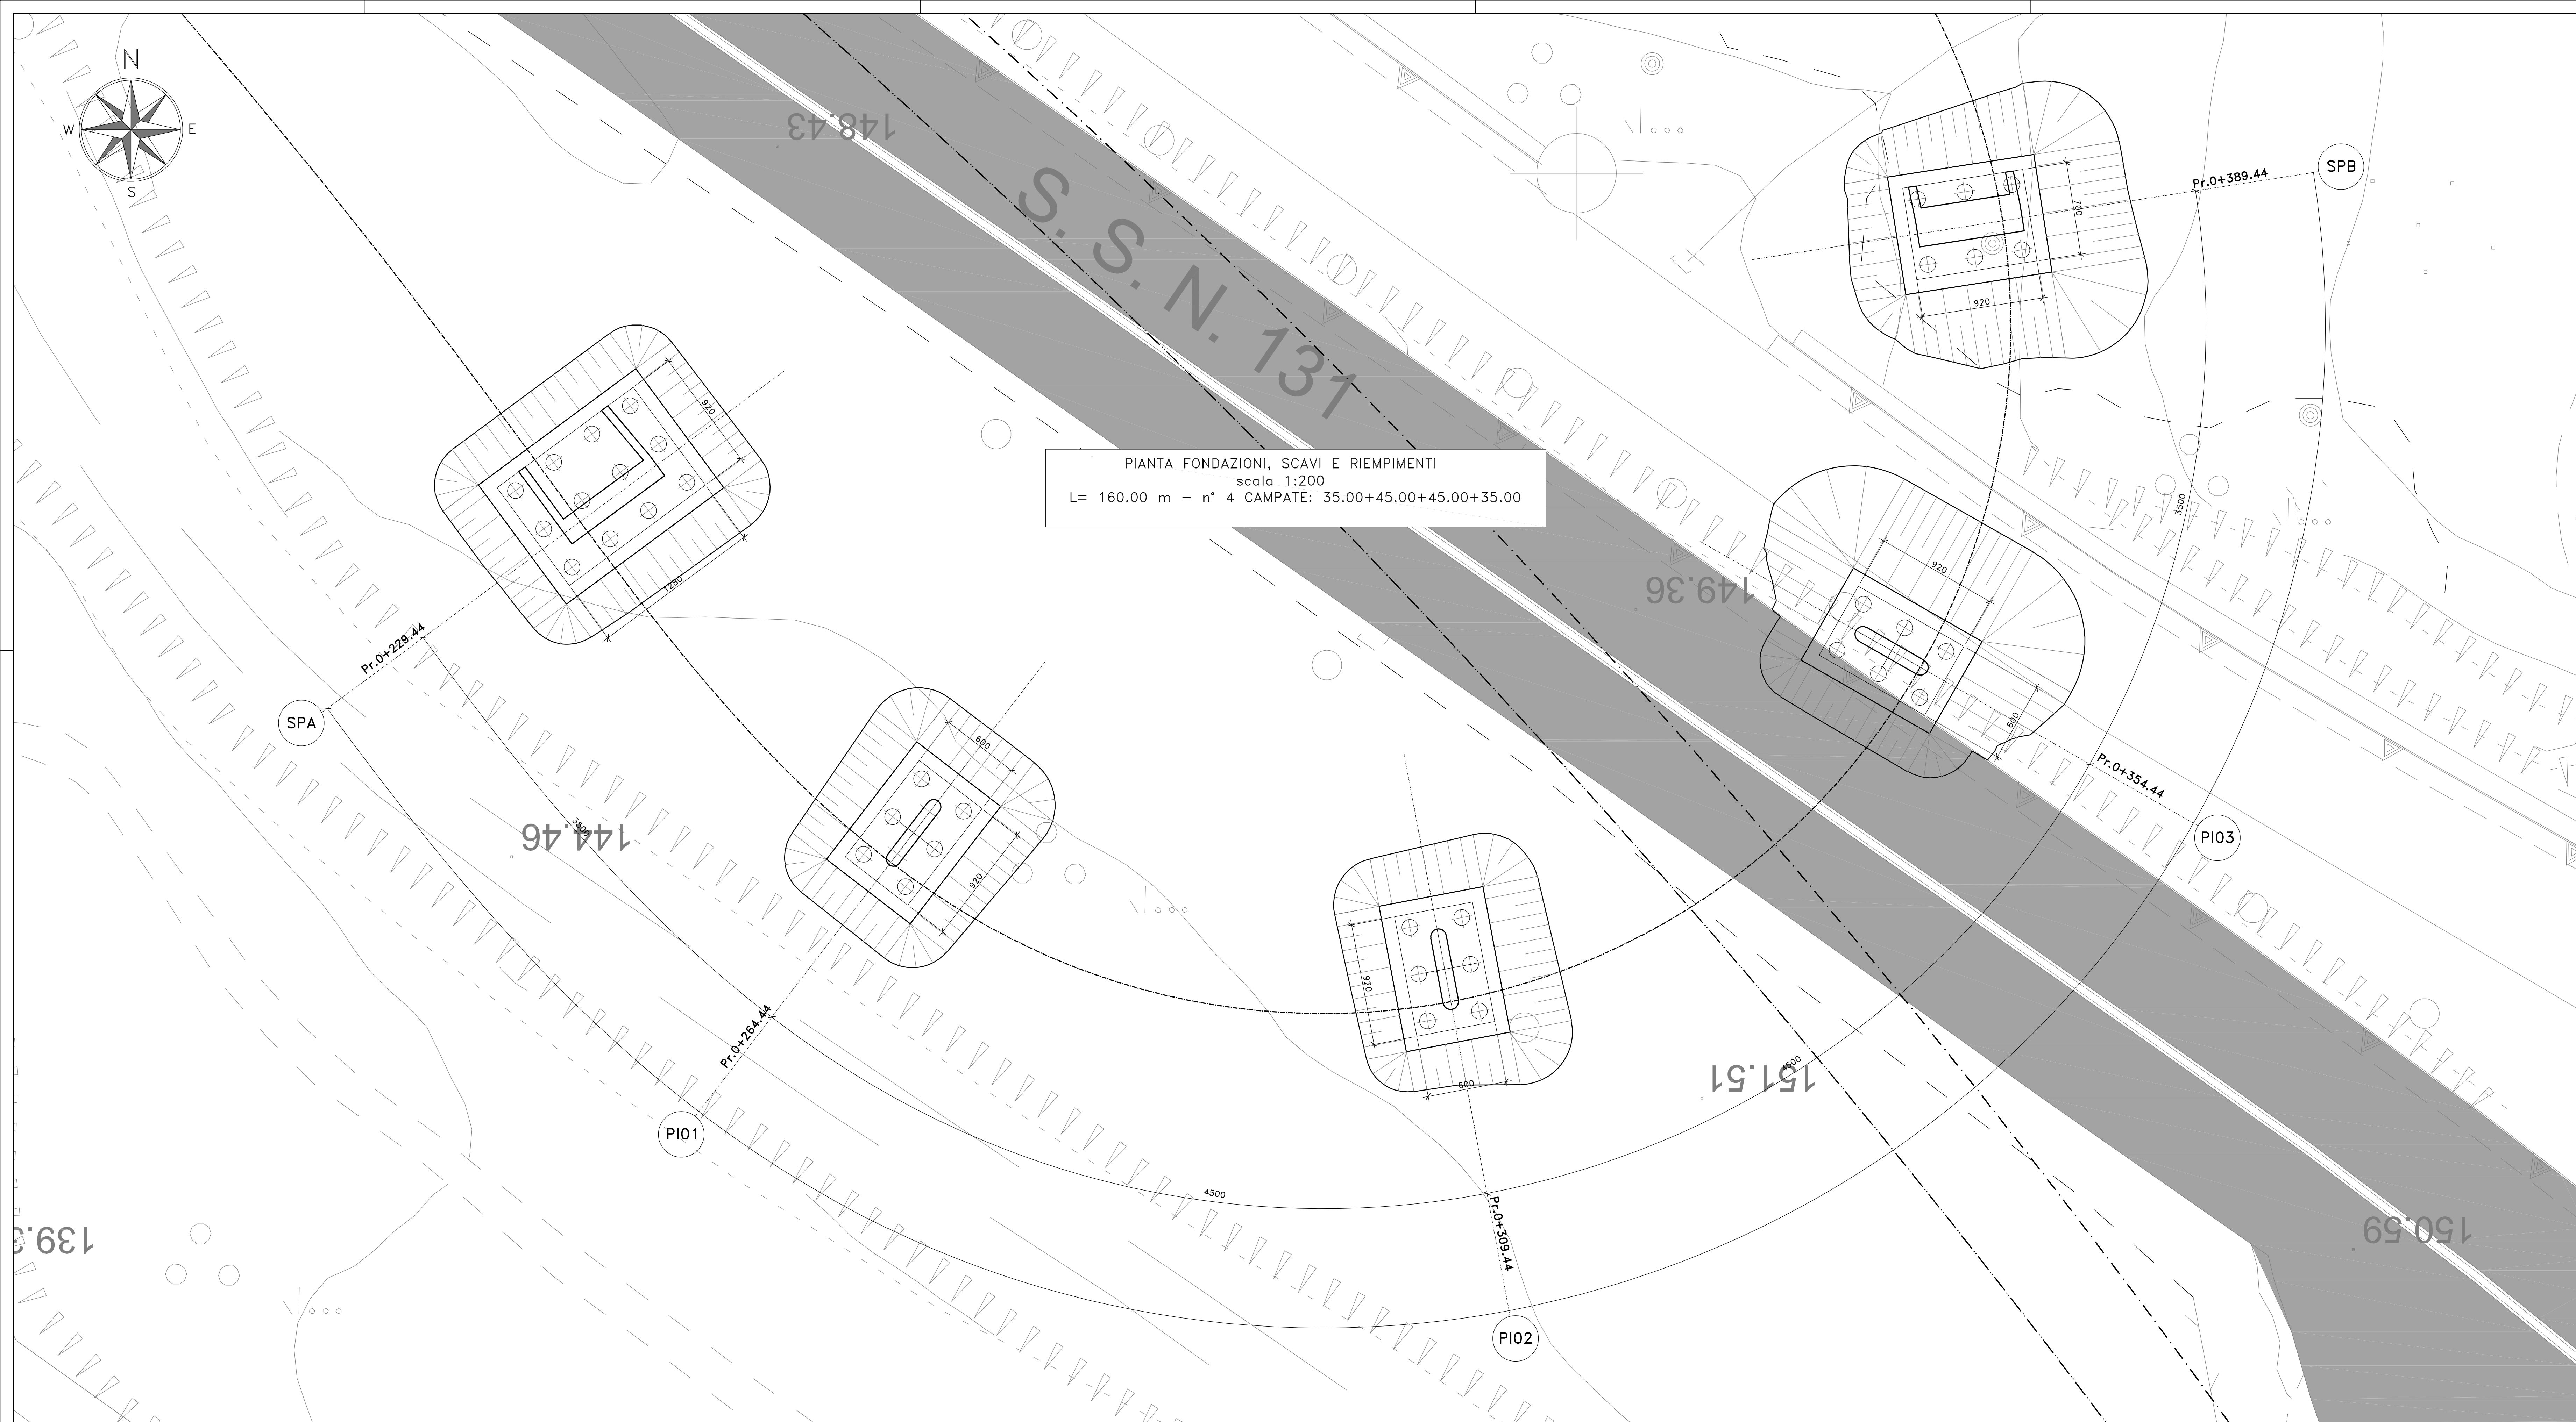 N
W
E
S
148.43
S. S. N. 131
SPB
Pr.0+389.44
700
920
920
1280
PIANTA FONDAZIONI, SCAVI E RIEMPIMENTI
scala 1:200
L= 160.00 m – n° 4 CAMPATE: 35.00+45.00+45.00+35.00
3500
149.36
920
600
Pr.0+229.44
SPA
Pr.0+354.44
PI03
600
920
3500
144.46
920
600
Pr.0+264.44
PI01
4500
151.51
4500
Pr.0+309.44
PI02
150.59